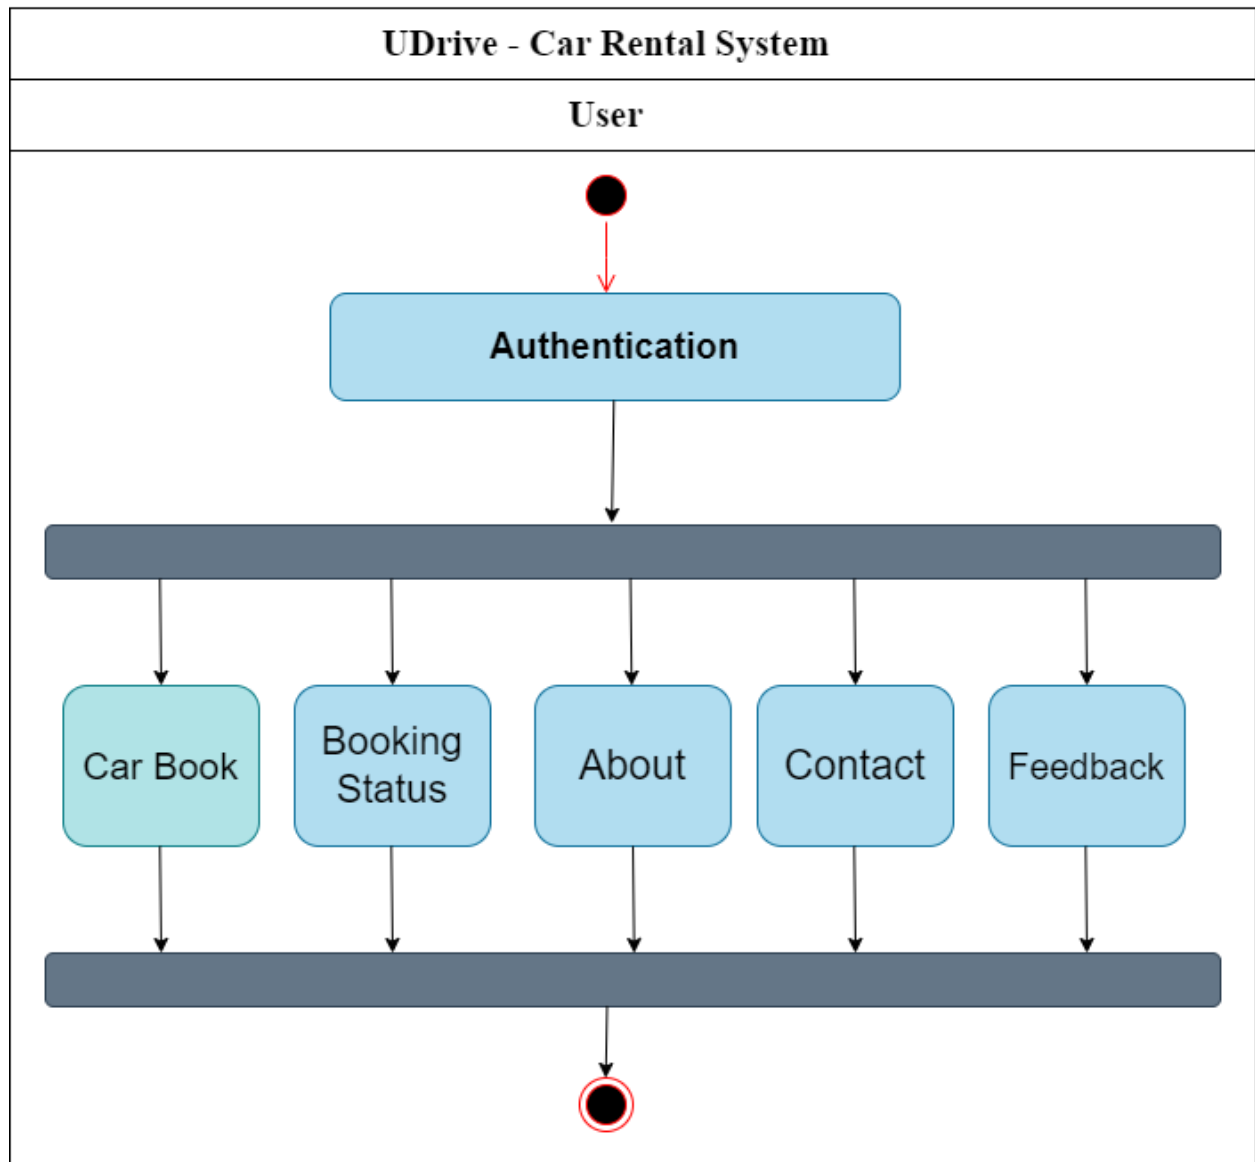 UDrive - Car Rental System
User
Authentication
Car Book
Booking
Status
About
Contact
Feedback